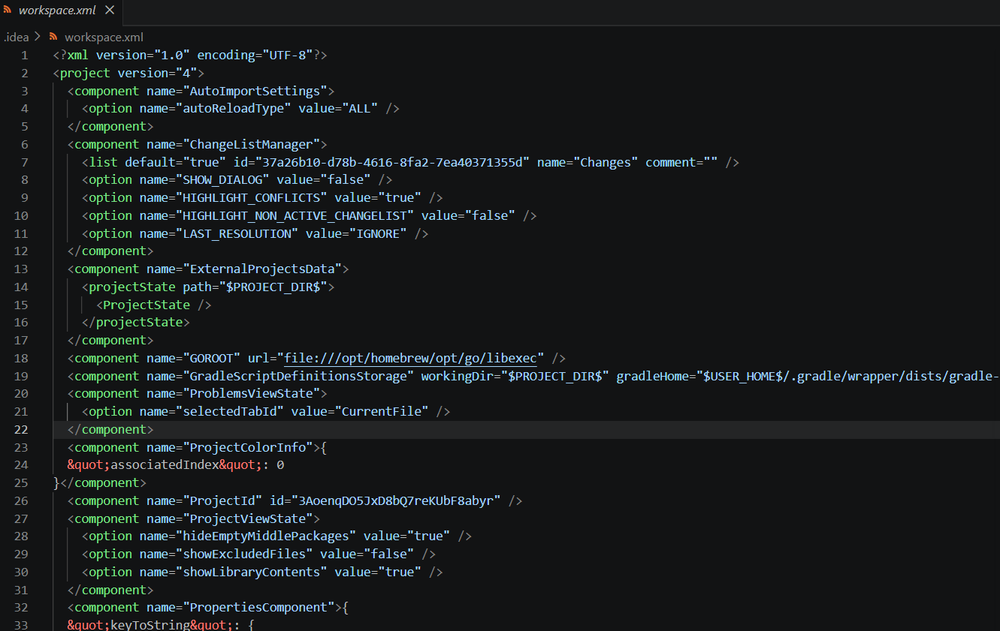 workspace.xml
.idea > workspace.xml
1 <?xml version="1.0" encoding="UTF-8"?>
2 <project version="4">
3 <component name="AutoImportSettings">
4 <option name="autoReloadType" value="ALL" />
5 </component>
6 <component name="ChangeListManager">
7 <list default="true" id="37a26b10-d78b-4616-8fa2-7ea40371355d" name="Changes" comment="" />
8 <option name="SHOW_DIALOG" value="false" />
9 <option name="HIGHLIGHT_CONFLICTS" value="true" />
10 <option name="HIGHLIGHT_NON_ACTIVE_CHANGELIST" value="false" />
11 <option name="LAST_RESOLUTION" value="IGNORE" />
12 </component>
13 <component name="ExternalProjectsData">
14 <projectState path="$PROJECT_DIR$">
15 <ProjectState />
16 </projectState>
17 </component>
18 <component name="GOROOT" url="file:///opt/homebrew/opt/go/libexec" />
19 <component name="GradleScriptDefinitionsStorage" workingDir="$PROJECT_DIR$" gradleHome="$USER_HOME$/.gradle/wrapper/dists/gradle-
20 <component name="ProblemsViewState">
21 <option name="selectedTabId" value="CurrentFile" />
22 </component>
23 <component name="ProjectColorInfo">{
24 &quot;associatedIndex&quot;: 0
25 }</component>
26 <component name="ProjectId" id="3AoenqDO5JxD8bQ7reKUbF8abyr" />
27 <component name="ProjectViewState">
28 <option name="hideEmptyMiddlePackages" value="true" />
29 <option name="showExcludedFiles" value="false" />
30 <option name="showLibraryContents" value="true" />
31 </component>
32 <component name="PropertiesComponent">{
33 &quot;keyToString&quot;: {